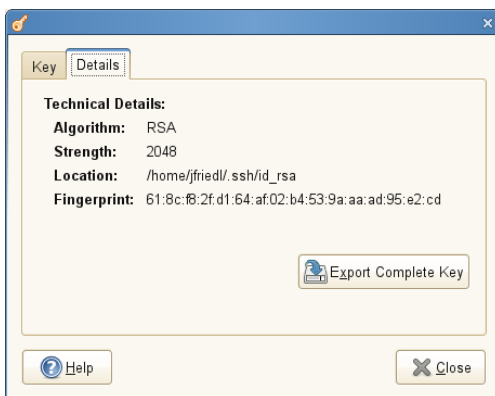 Key Details
Technical Details:
Algorithm: RSA
Strength: 2048
Location: /home/jfriedl/.ssh/id_rsa
Fingerprint: 61:8c:f8:2f:d1:64:af:02:b4:53:9a:aa:ad:95:e2:cd
Export Complete Key
Help Close